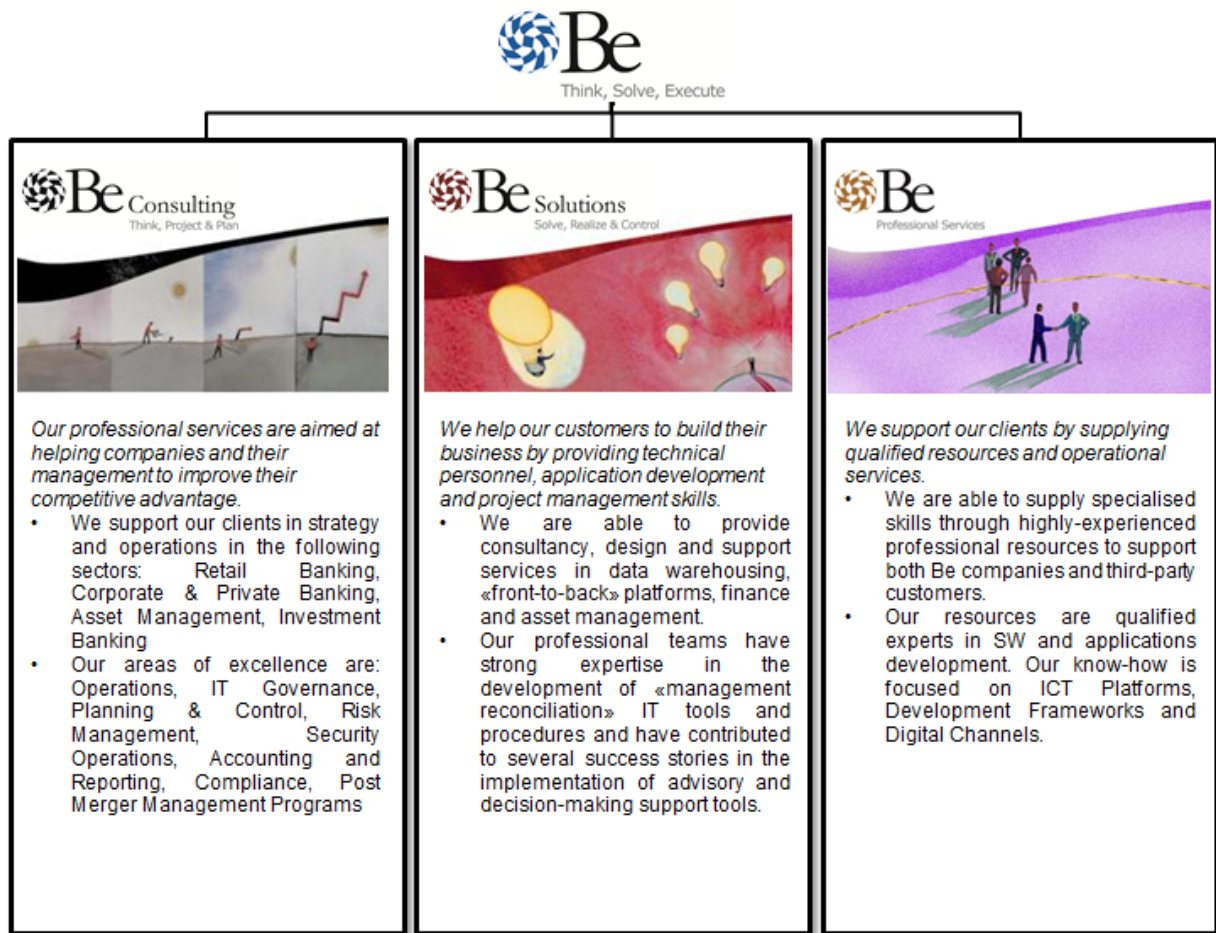 Be
Think, Solve, Execute
Be Consulting
Think, Project & Plan
Our professional services are aimed at
helping companies and their
management to improve their
competitive advantage.
• We support our clients in strategy
and operations in the following
sectors: Retail Banking,
Corporate & Private Banking,
Asset Management, Investment
Banking
• Our areas of excellence are:
Operations, IT Governance,
Planning & Control, Risk
Management, Security
Operations, Accounting and
Reporting, Compliance, Post
Merger Management Programs
Be Solutions
Solve, Realize & Control
We help our customers to build their
business by providing technical
personnel, application development
and project management skills.
• We are able to provide
consultancy, design and support
services in data warehousing,
«front-to-back» platforms, finance
and asset management.
• Our professional teams have
strong expertise in the
development of «management
reconciliation» IT tools and
procedures and have contributed
to several success stories in the
implementation of advisory and
decision-making support tools.
Be
Professional Services
We support our clients by supplying
qualified resources and operational
services.
• We are able to supply specialised
skills through highly-experienced
professional resources to support
both Be companies and third-party
customers.
• Our resources are qualified
experts in SW and applications
development. Our know-how is
focused on ICT Platforms,
Development Frameworks and
Digital Channels.